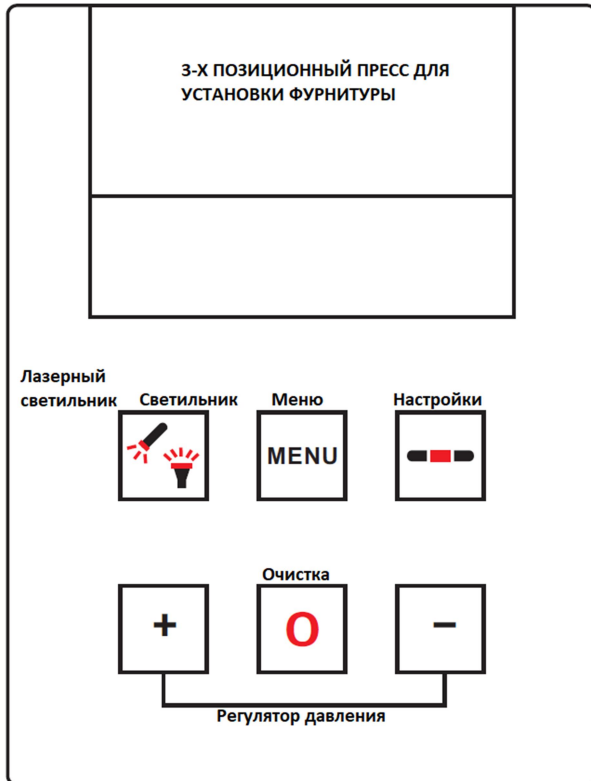 3-Х ПОЗИЦИОННЫЙ ПРЕСС ДЛЯ
УСТАНОВКИ ФУРНИТУРЫ
Лазерный
светильник
Светильник
Меню
Настройки
MENU
Очистка
+
O
−
Регулятор давления